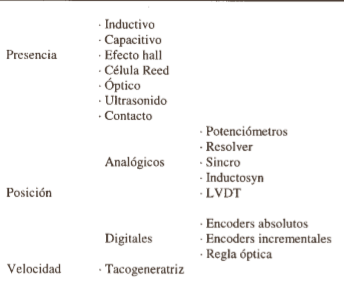 · Inductivo
· Capacitivo
Presencia · Efecto hall
· Célula Reed
· Óptico
· Ultrasonido
· Contacto
· Potenciómetros
· Resolver
Analógicos · Sincro
· Inductosyn
Posición · LVDT
· Encoders absolutos
Digitales · Encoders incrementales
· Regla óptica
Velocidad · Tacogeneratriz